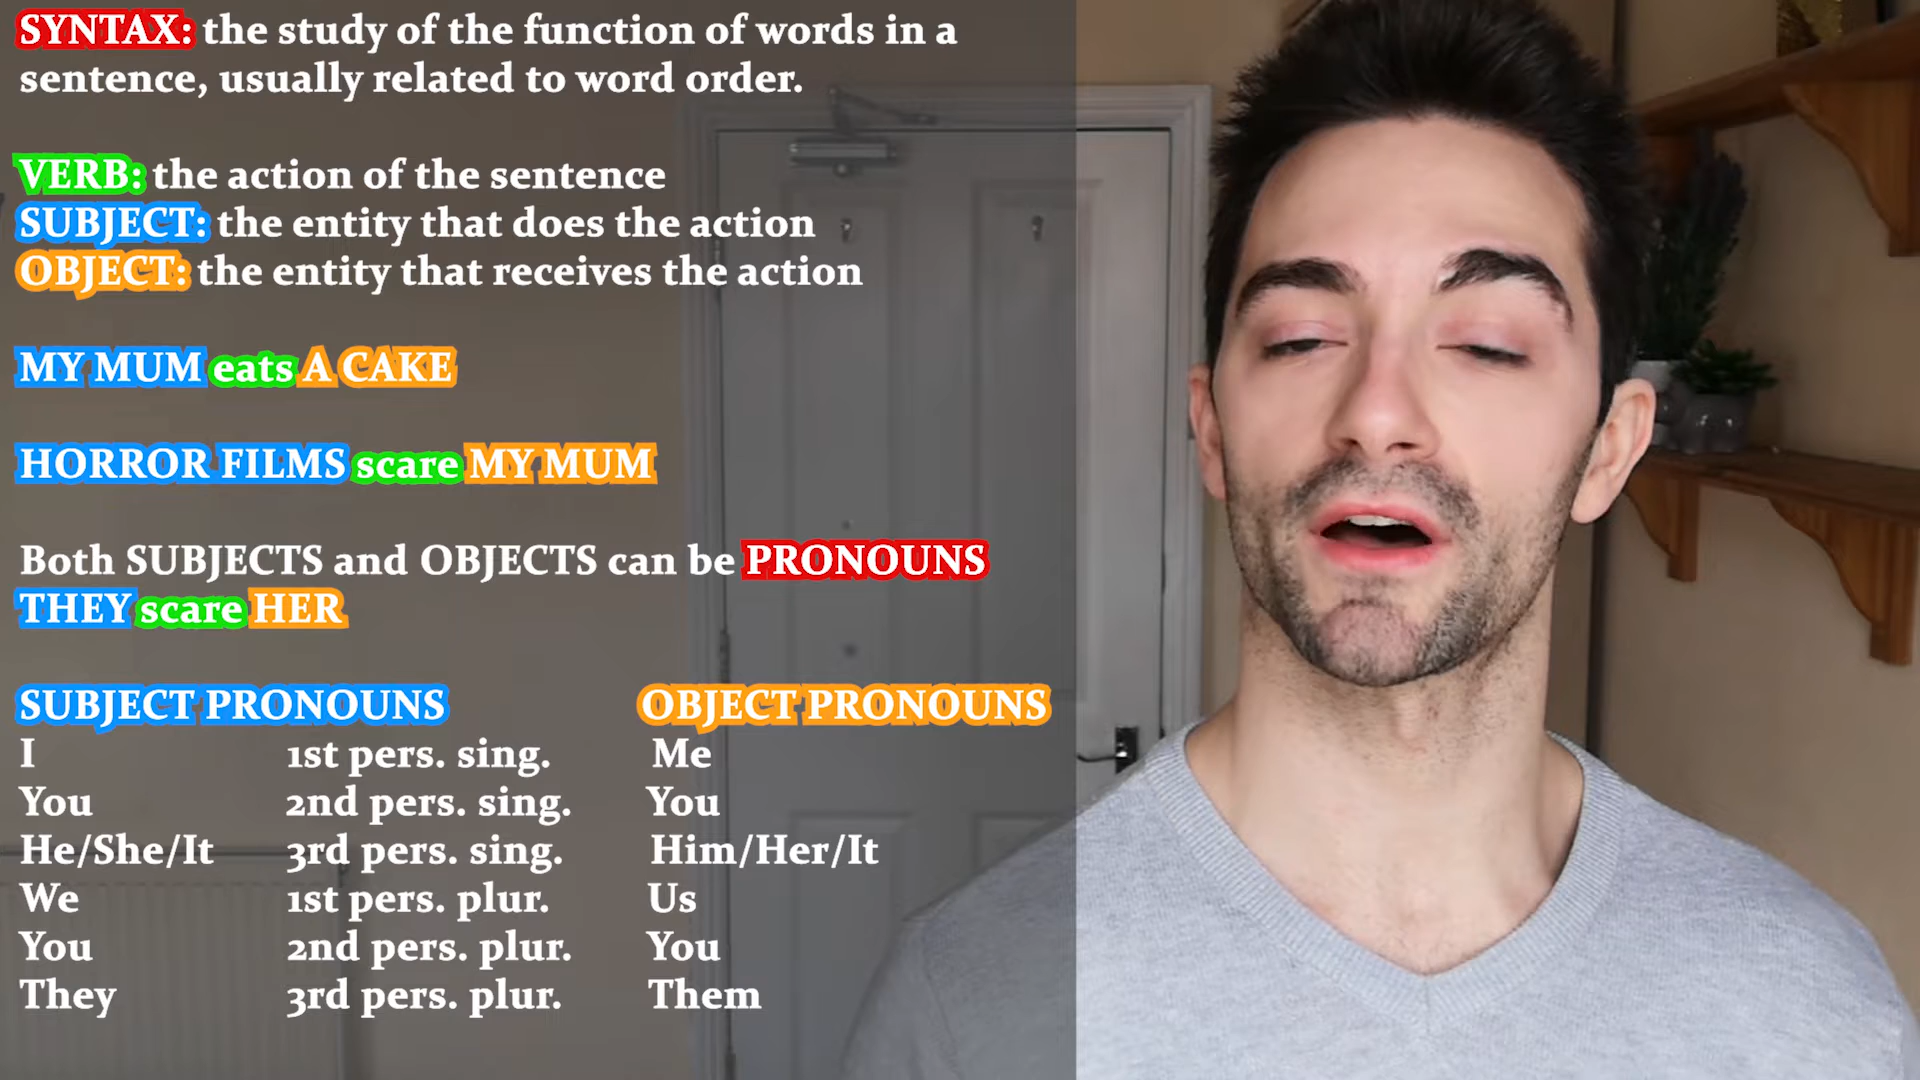 SYNTAX: the study of the function of words in a
sentence, usually related to word order.
VERB: the action of the sentence
SUBJECT: the entity that does the action
OBJECT: the entity that receives the action
MY MUM eats A CAKE
HORROR FILMS scare MY MUM
Both SUBJECTS and OBJECTS can be PRONOUNS
THEY scare HER
SUBJECT PRONOUNS OBJECT PRONOUNS
I 1st pers. sing. Me
You 2nd pers. sing. You
He/She/It 3rd pers. sing. Him/Her/It
We 1st pers. plur. Us
You 2nd pers. plur. You
They 3rd pers. plur. Them